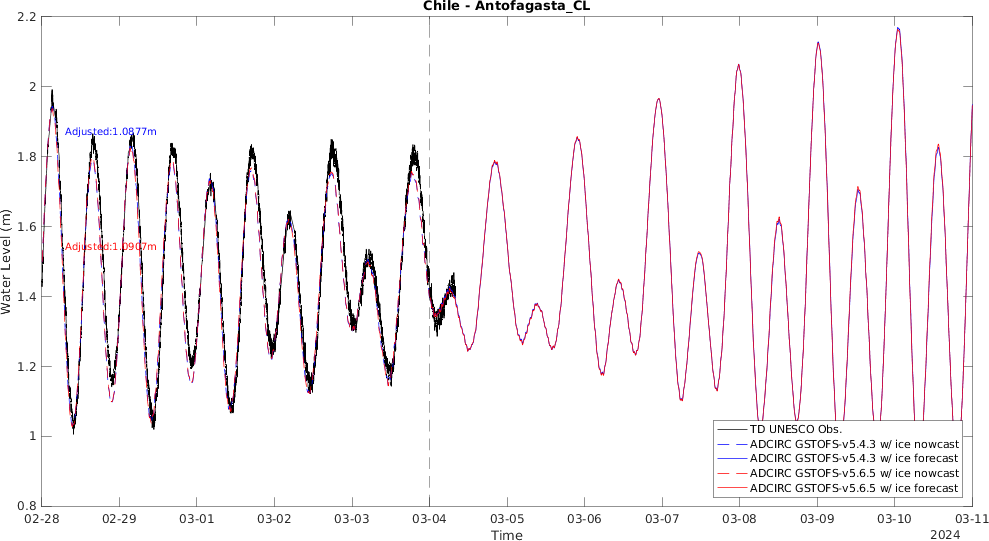 Chile - Antofagasta_CL
2.2
2
1.8
1.6
1.4
1.2
1
0.8
Water Level (m)
Adjusted:1.0877m
Adjusted:1.0907m
TD UNESCO Obs.
ADCIRC GSTOFS-v5.4.3 w/ ice nowcast
ADCIRC GSTOFS-v5.4.3 w/ ice forecast
ADCIRC GSTOFS-v5.6.5 w/ ice nowcast
ADCIRC GSTOFS-v5.6.5 w/ ice forecast
02-28 02-29 03-01 03-02 03-03 03-04 03-05 03-06 03-07 03-08 03-09 03-10 03-11
Time
2024